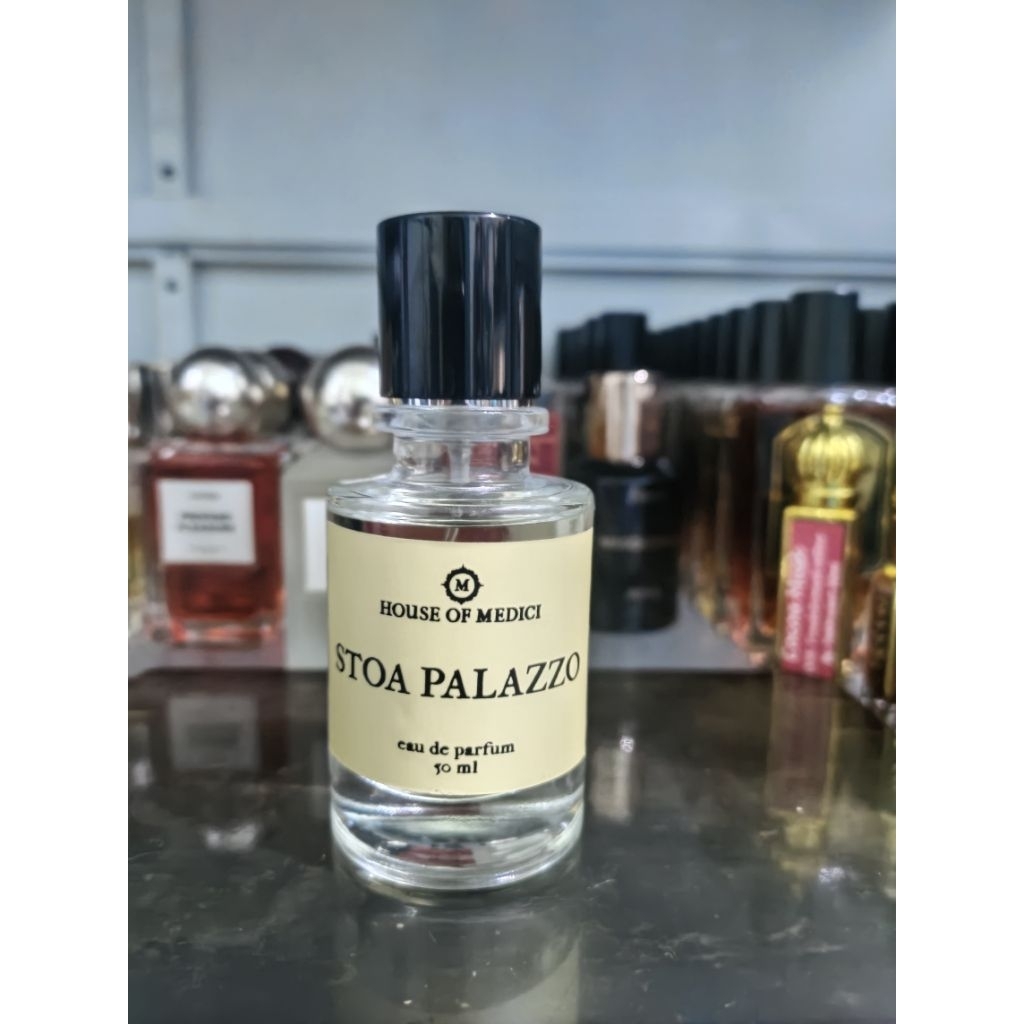 M
HOUSE OF MEDICI
STOA PALAZZO
eau de parfum
50 ml